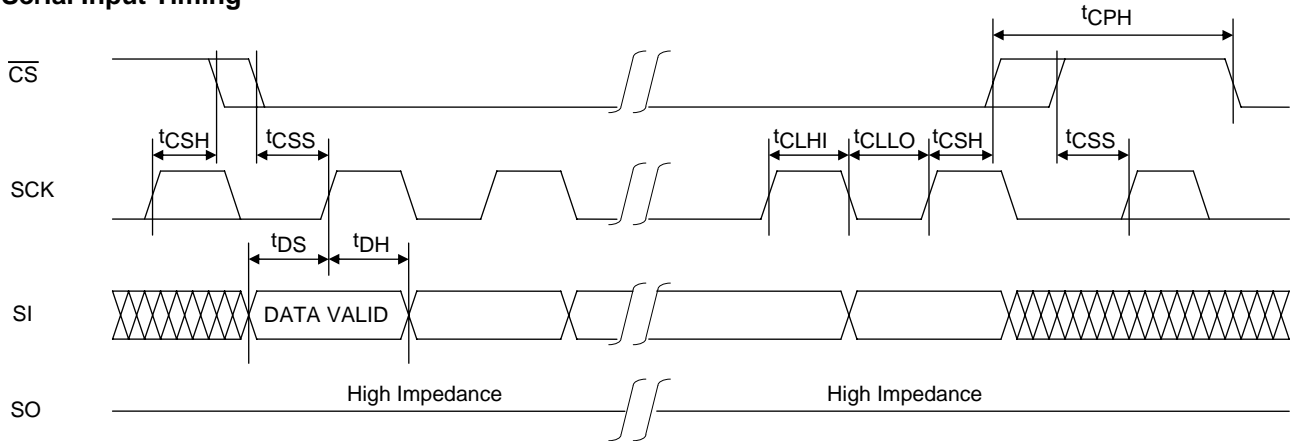 Serial Input Timing
tCPH
CS
tCSH
tCSS
tCLHI
tCLLO
tCSH
tCSS
SCK
tDS
tDH
SI
DATA VALID
SO
High Impedance
High Impedance